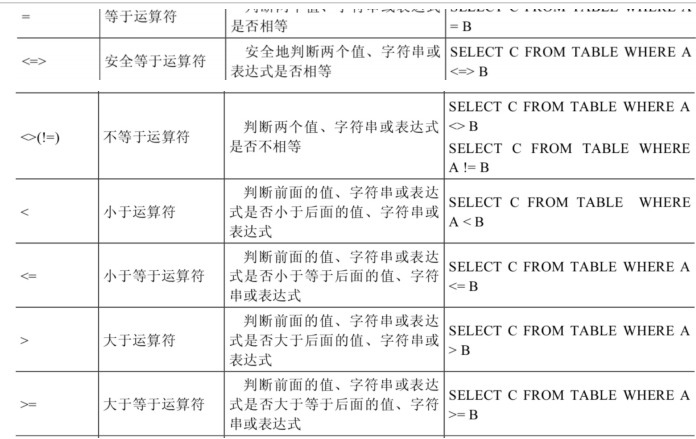 =
等于运算符
是否相等
= B
<=>
安全等于运算符
安全地判断两个值、字符串或
表达式是否相等
SELECT C FROM TABLE WHERE A
<=> B
<>(!=)
不等于运算符
判断两个值、字符串或表达式
是否不相等
SELECT C FROM TABLE WHERE A
<> B
SELECT C FROM TABLE WHERE
A != B
<
小于运算符
判断前面的值、字符串或表达
式是否小于后面的值、字符串或
表达式
SELECT C FROM TABLE WHERE
A < B
<=
小于等于运算符
判断前面的值、字符串或表达
式是否小于等于后面的值、字符
串或表达式
SELECT C FROM TABLE WHERE A
<= B
>
大于运算符
判断前面的值、字符串或表达
式是否大于后面的值、字符串或
表达式
SELECT C FROM TABLE WHERE A
> B
>=
大于等于运算符
判断前面的值、字符串或表达
式是否大于等于后面的值、字符
串或表达式
SELECT C FROM TABLE WHERE A
>= B